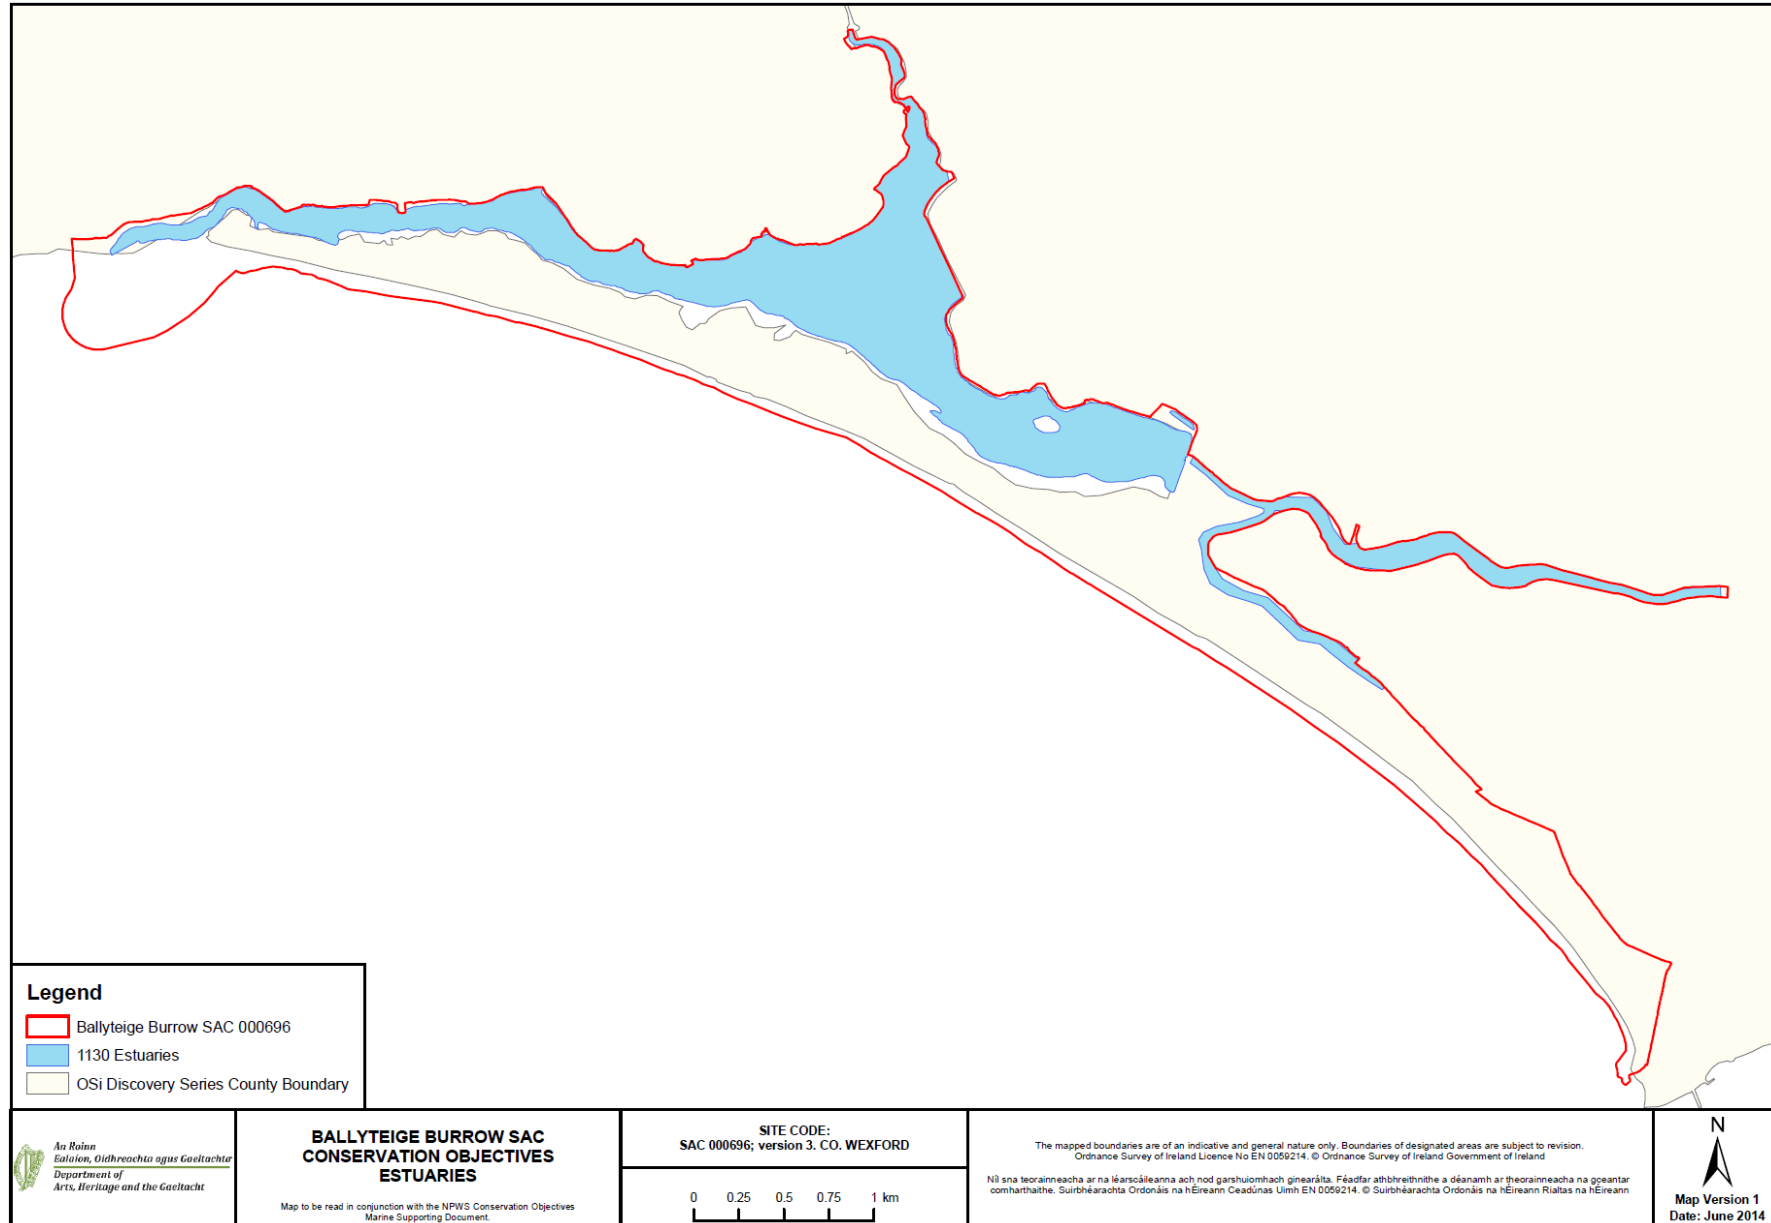 Legend
Ballyteige Burrow SAC 000696
1130 Estuaries
OSi Discovery Series County Boundary
An Roinn
Ealaíon, Oidhreachta agus Gaeltachta
Department of
Arts, Heritage and the Gaeltacht
BALLYTEIGE BURROW SAC
CONSERVATION OBJECTIVES
ESTUARIES
Map to be read in conjunction with the NPWS Conservation Objectives
Marine Supporting Document.
SITE CODE:
SAC 000696; version 3. CO. WEXFORD
0 0.25 0.5 0.75 1 km
The mapped boundaries are of an indicative and general nature only. Boundaries of designated areas are subject to revision.
Ordnance Survey of Ireland Licence No EN 0059214. © Ordnance Survey of Ireland Government of Ireland
Níl sna teorainneacha ar na léarscáileanna ach nod garshuiomhach ginearálta. Féadfar athbhreithnithe a déanamh ar theorainneacha na gceantar
comharthaithe. Suirbhéarachta Ordonáis na hÉireann Ceadúnas Uimh EN 0059214. © Suirbhéarachta Ordonáis na hÉireann Rialtas na hÉireann
N
Map Version 1
Date: June 2014